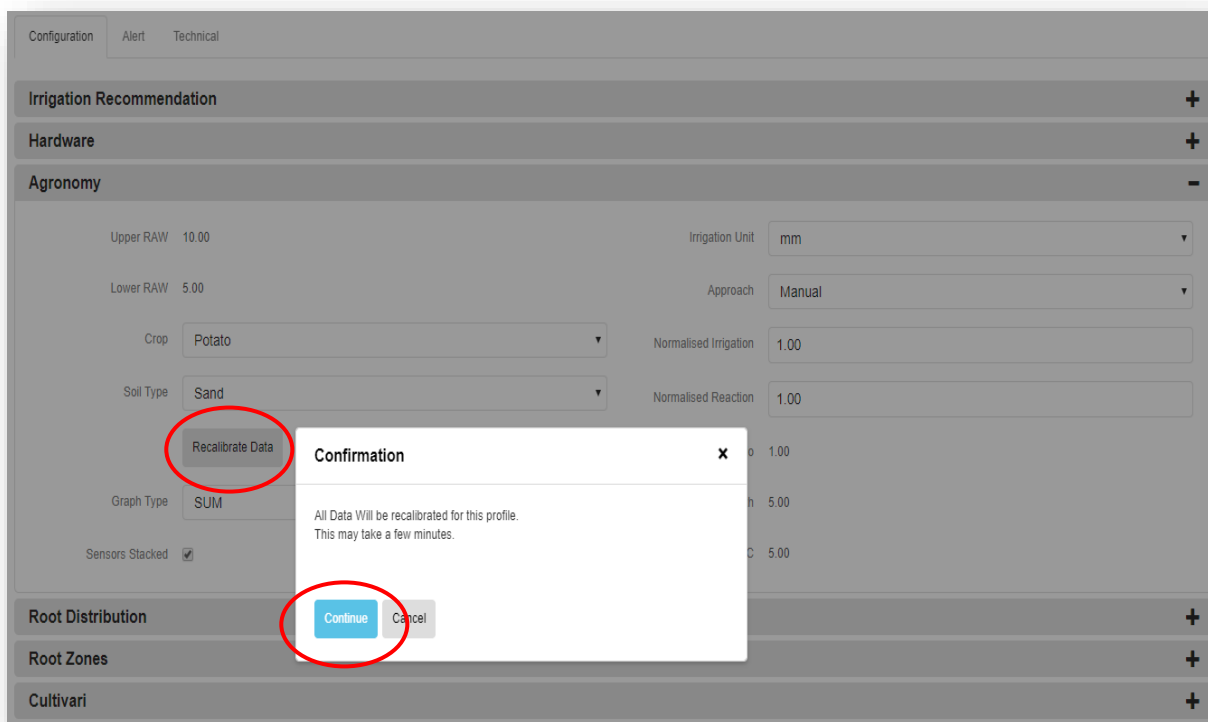 Configuration Alert Technical
Irrigation Recommendation
Hardware
Agronomy
Upper RAW 10.00 Irrigation Unit mm
Lower RAW 5.00 Approach Manual
Crop Potato Normalised Irrigation 1.00
Soil Type Sand Normalised Reaction 1.00
Recalibrate Data 1.00
Confirmation
Graph Type SUM 5.00
All Data Will be recalibrated for this profile.
This may take a few minutes.
Sensors Stacked 5.00
Continue Cancel
Root Distribution
Root Zones
Cultivari